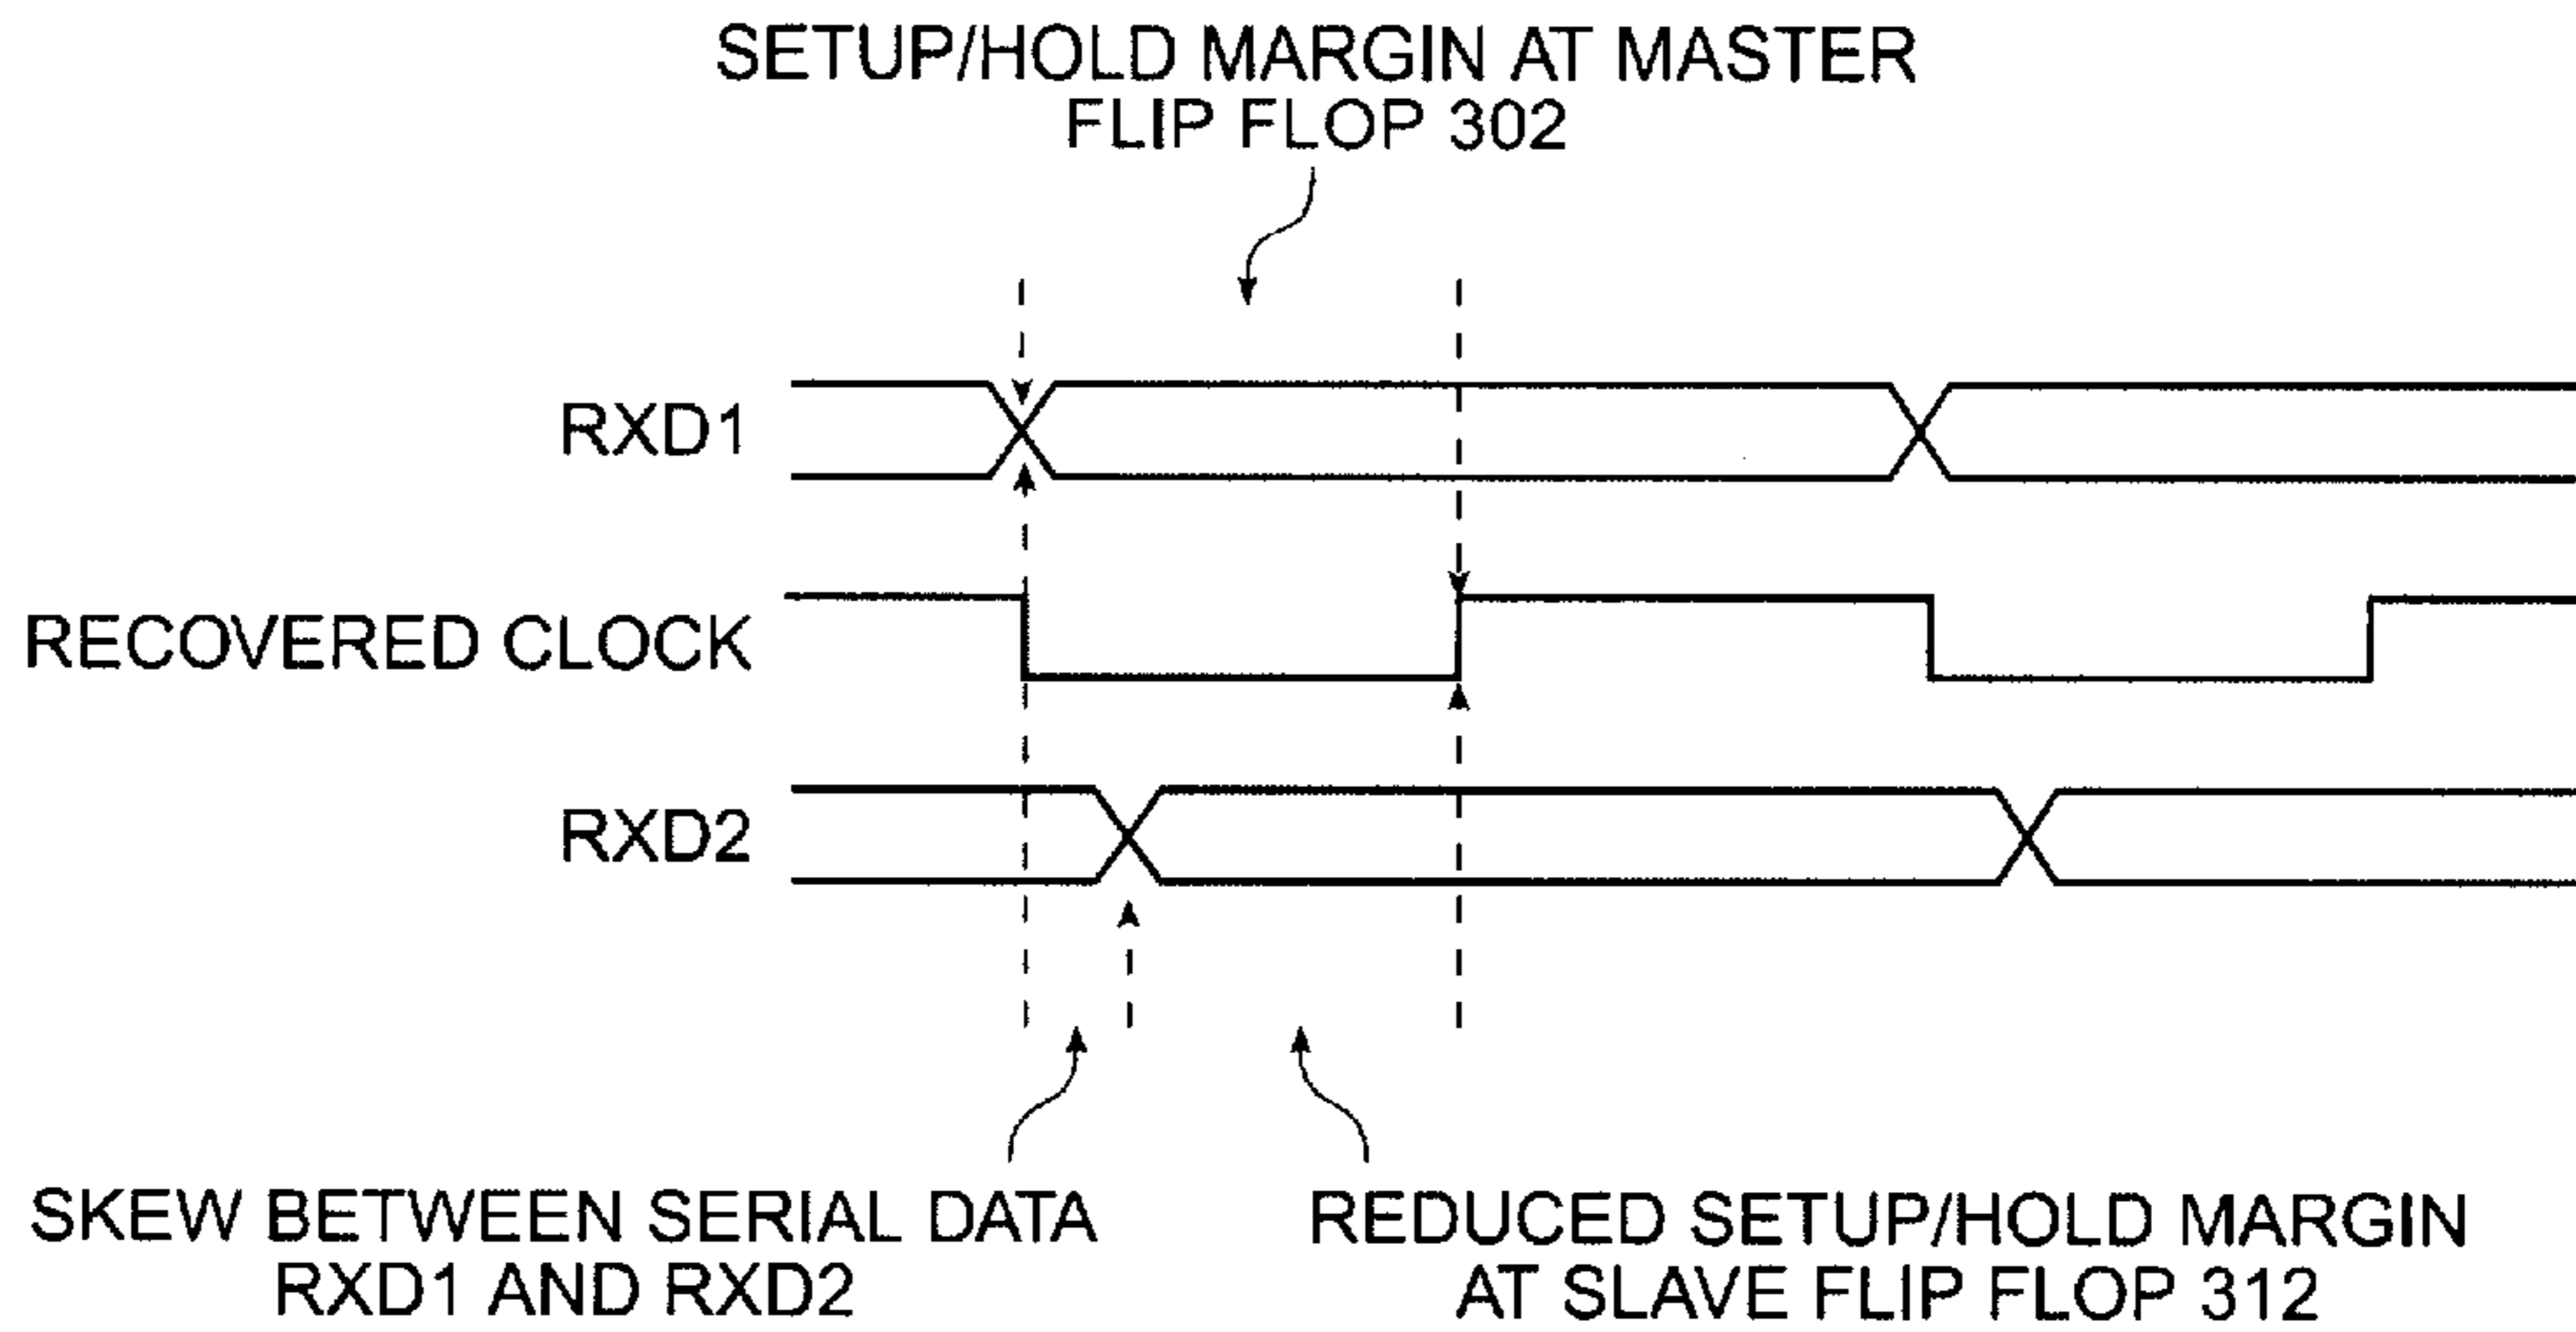 SETUP/HOLD MARGIN AT MASTER
FLIP FLOP 302
RXD1
RECOVERED CLOCK
RXD2
SKEW BETWEEN SERIAL DATA
RXD1 AND RXD2
REDUCED SETUP/HOLD MARGIN
AT SLAVE FLIP FLOP 312